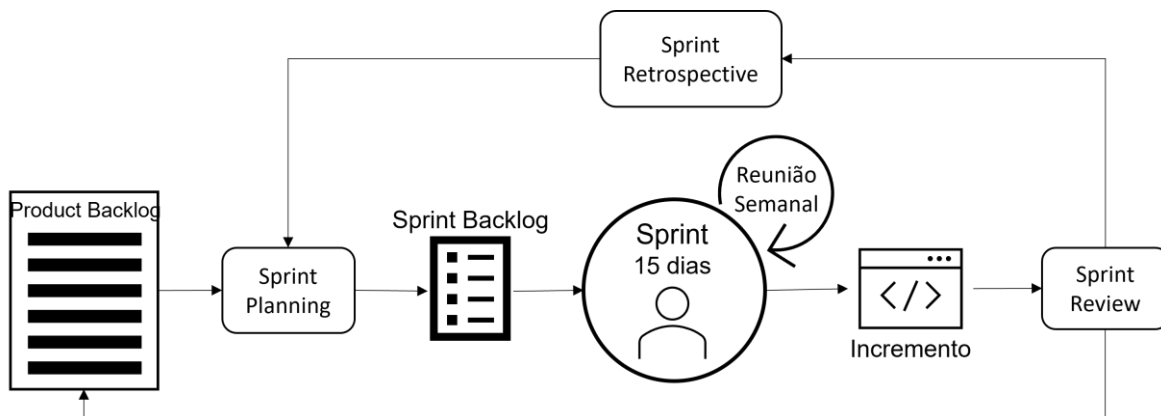 Sprint
Retrospective
Reunião
Semanal
Product Backlog
Sprint Backlog
Sprint
15 dias
Sprint
Planning
</>
Incremento
Sprint
Review